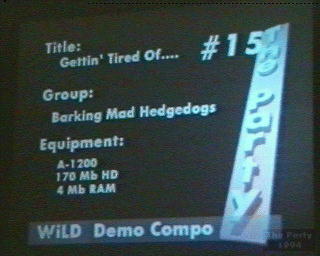 Title:
#15
Gettin' Tired Of....
Group:
Barking Mad Hedgedogs
Equipment:
A-1200
170 Mb HD
4 Mb RAM
The Party
WiLD Demo Compo
The Party
1994